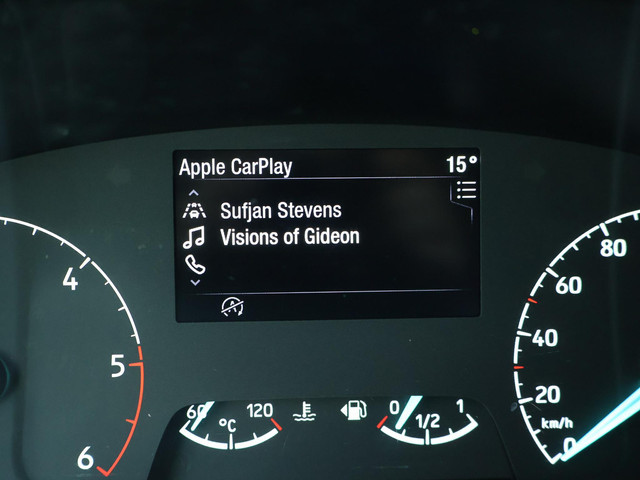 Apple CarPlay 15°
Sufjan Stevens
Visions of Gideon
4
5
6
60 120
°C
0 1/2 1
80
60
40
20
km/h
0